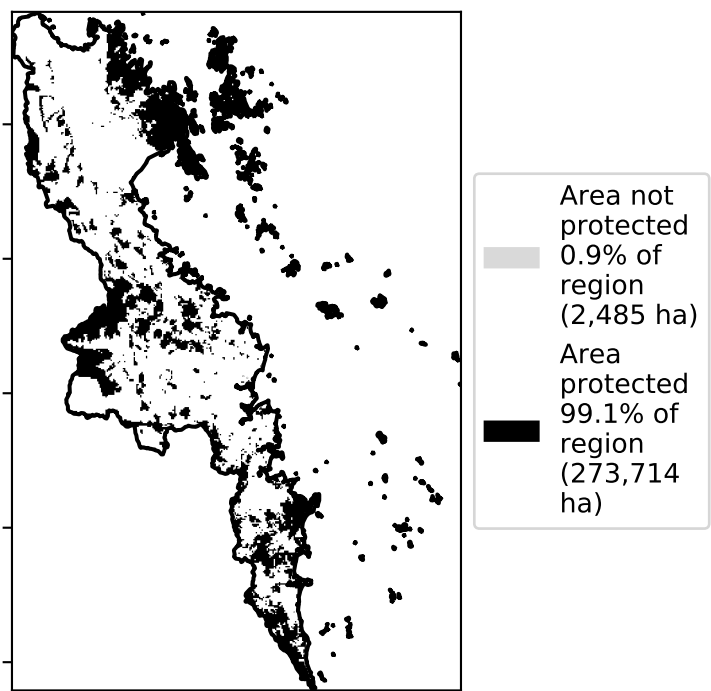 Area not
protected
0.9% of
region
(2,485 ha)
Area
protected
99.1% of
region
(273,714
ha)